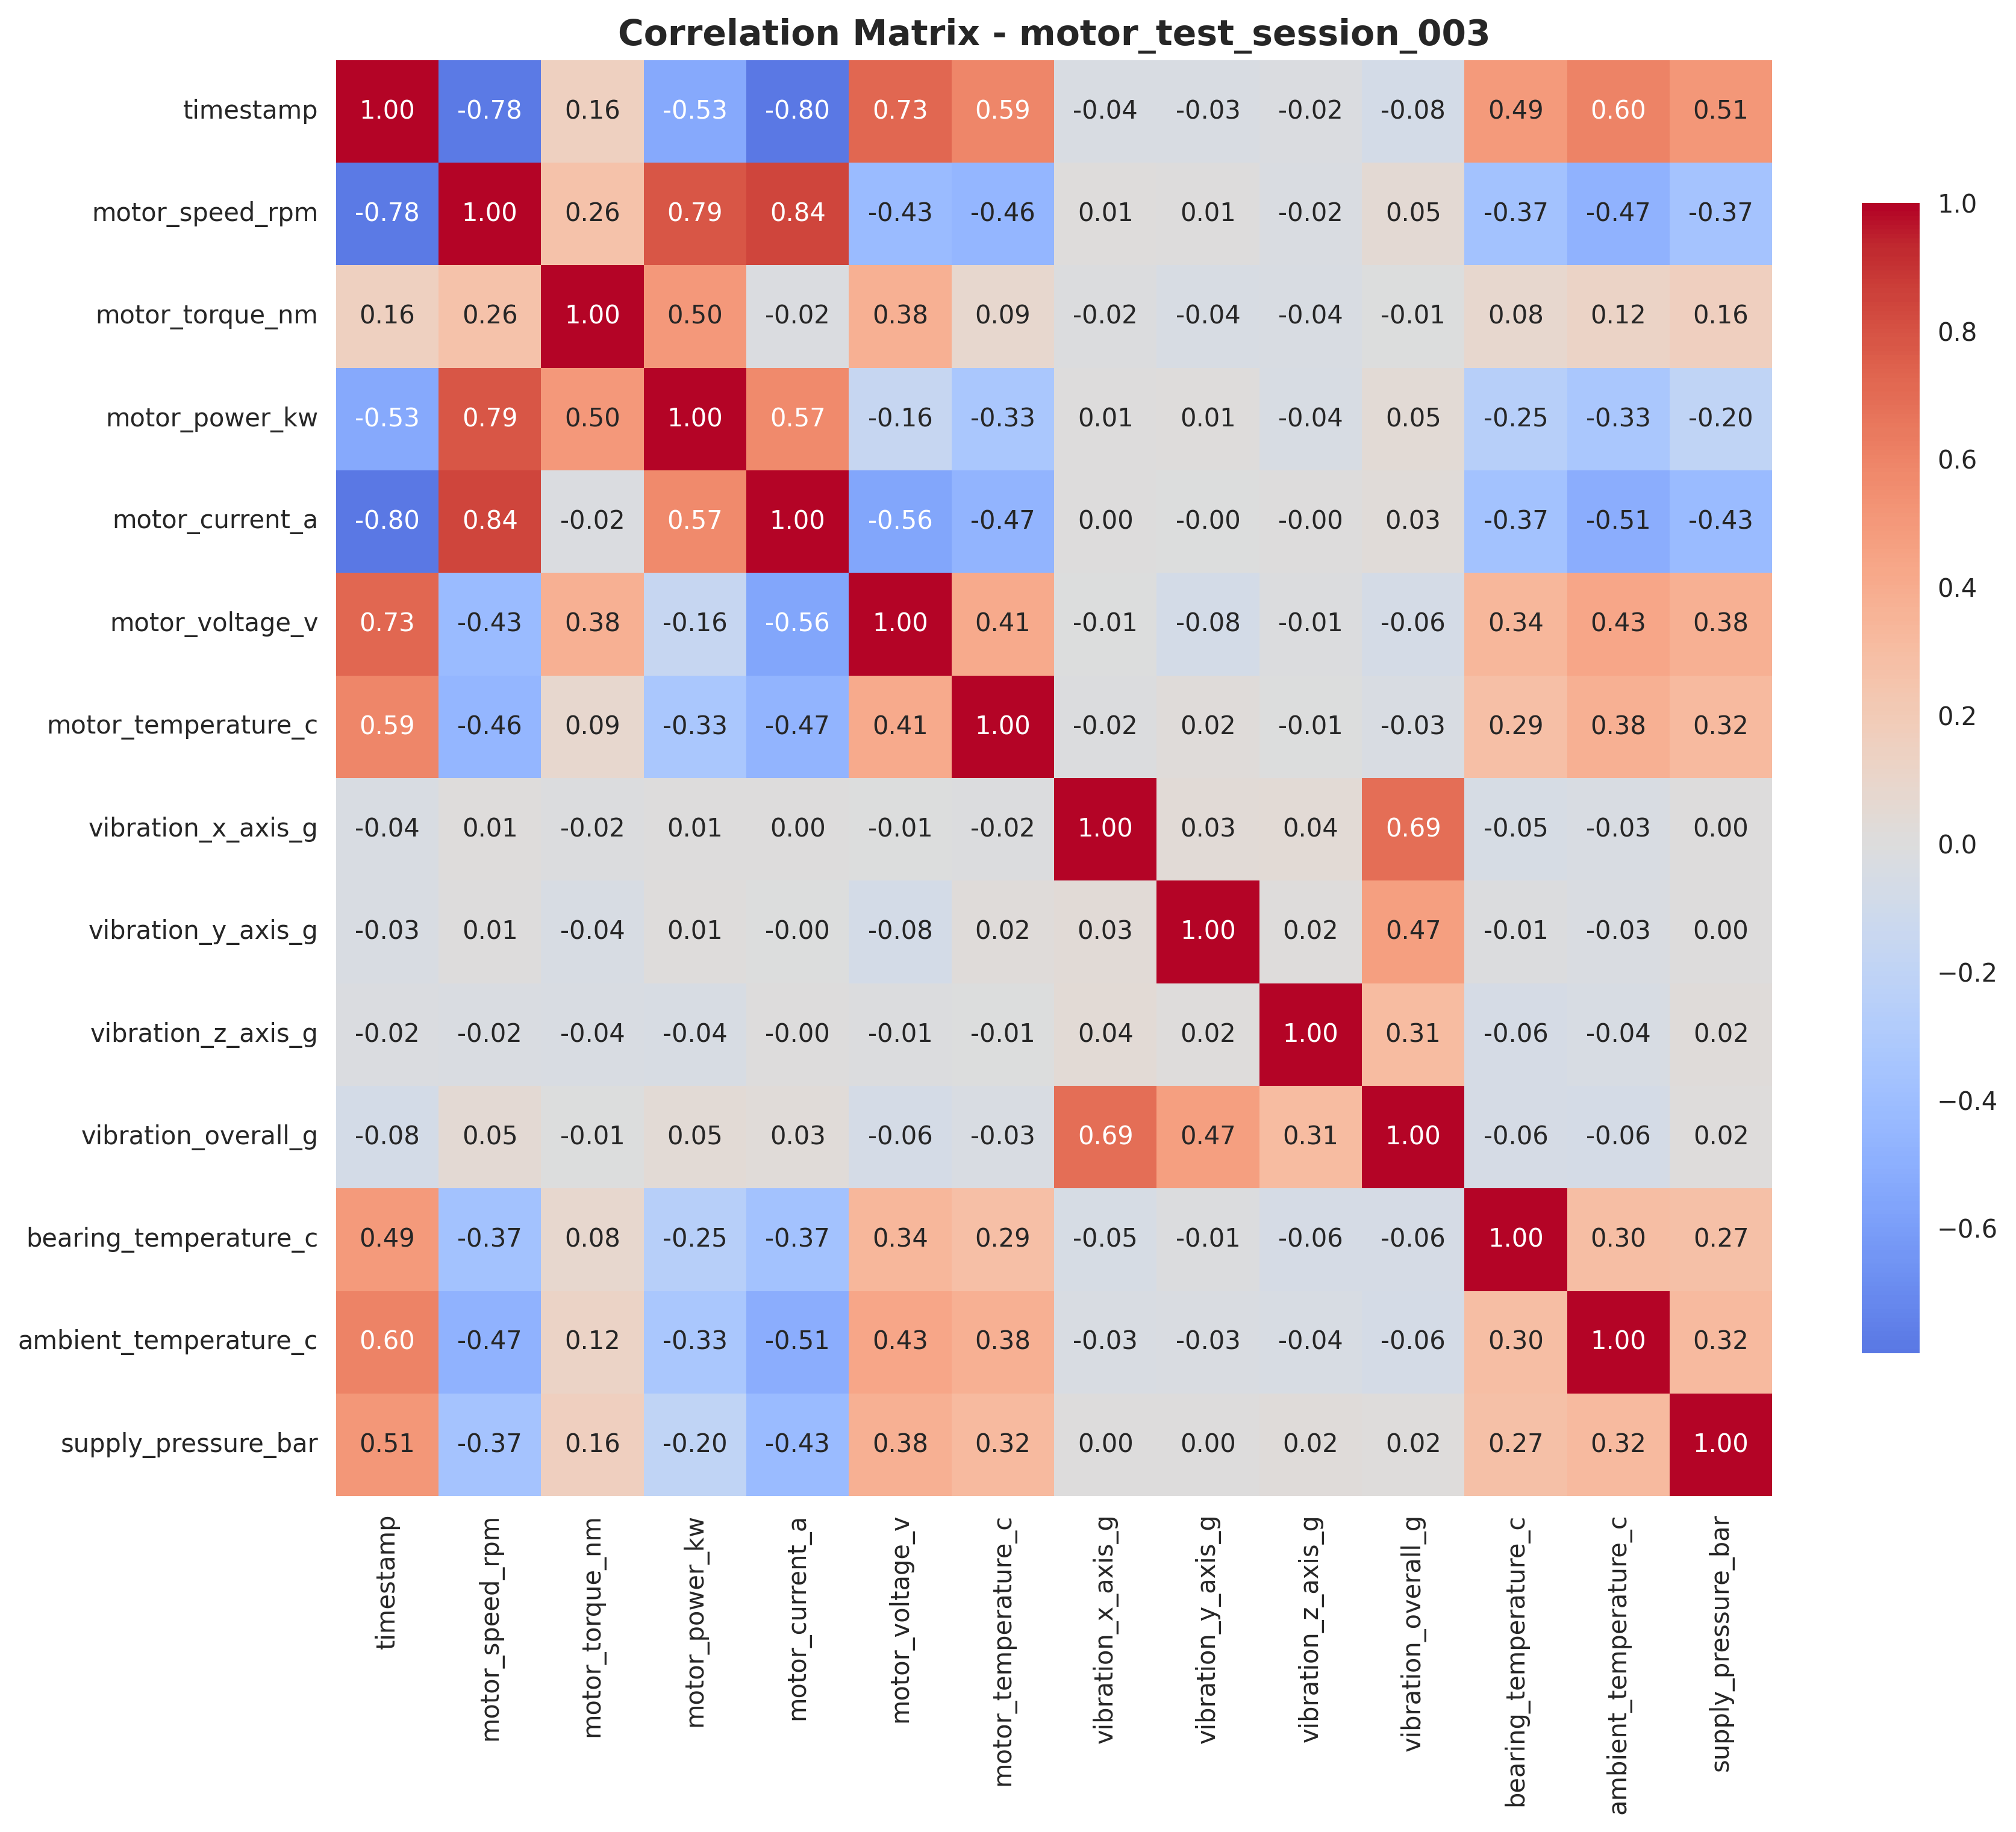 Correlation Matrix - motor_test_session_003
timestamp 1.00 -0.78 0.16 -0.53 -0.80 0.73 0.59 -0.04 -0.03 -0.02 -0.08 0.49 0.60 0.51
motor_speed_rpm -0.78 1.00 0.26 0.79 0.84 -0.43 -0.46 0.01 0.01 -0.02 0.05 -0.37 -0.47 -0.37
motor_torque_nm 0.16 0.26 1.00 0.50 -0.02 0.38 0.09 -0.02 -0.04 -0.04 -0.01 0.08 0.12 0.16
motor_power_kw -0.53 0.79 0.50 1.00 0.57 -0.16 -0.33 0.01 0.01 -0.04 0.05 -0.25 -0.33 -0.20
motor_current_a -0.80 0.84 -0.02 0.57 1.00 -0.56 -0.47 0.00 -0.00 -0.00 0.03 -0.37 -0.51 -0.43
motor_voltage_v 0.73 -0.43 0.38 -0.16 -0.56 1.00 0.41 -0.01 -0.08 -0.01 -0.06 0.34 0.43 0.38
motor_temperature_c 0.59 -0.46 0.09 -0.33 -0.47 0.41 1.00 -0.02 0.02 -0.01 -0.03 0.29 0.38 0.32
vibration_x_axis_g -0.04 0.01 -0.02 0.01 0.00 -0.01 -0.02 1.00 0.03 0.04 0.69 -0.05 -0.03 0.00
vibration_y_axis_g -0.03 0.01 -0.04 0.01 -0.00 -0.08 0.02 0.03 1.00 0.02 0.47 -0.01 -0.03 0.00
vibration_z_axis_g -0.02 -0.02 -0.04 -0.04 -0.00 -0.01 -0.01 0.04 0.02 1.00 0.31 -0.06 -0.04 0.02
vibration_overall_g -0.08 0.05 -0.01 0.05 0.03 -0.06 -0.03 0.69 0.47 0.31 1.00 -0.06 -0.06 0.02
bearing_temperature_c 0.49 -0.37 0.08 -0.25 -0.37 0.34 0.29 -0.05 -0.01 -0.06 -0.06 1.00 0.30 0.27
ambient_temperature_c 0.60 -0.47 0.12 -0.33 -0.51 0.43 0.38 -0.03 -0.03 -0.04 -0.06 0.30 1.00 0.32
supply_pressure_bar 0.51 -0.37 0.16 -0.20 -0.43 0.38 0.32 0.00 0.00 0.02 0.02 0.27 0.32 1.00
timestamp
motor_speed_rpm
motor_torque_nm
motor_power_kw
motor_current_a
motor_voltage_v
motor_temperature_c
vibration_x_axis_g
vibration_y_axis_g
vibration_z_axis_g
vibration_overall_g
bearing_temperature_c
ambient_temperature_c
supply_pressure_bar
1.0
0.8
0.6
0.4
0.2
0.0
−0.2
−0.4
−0.6